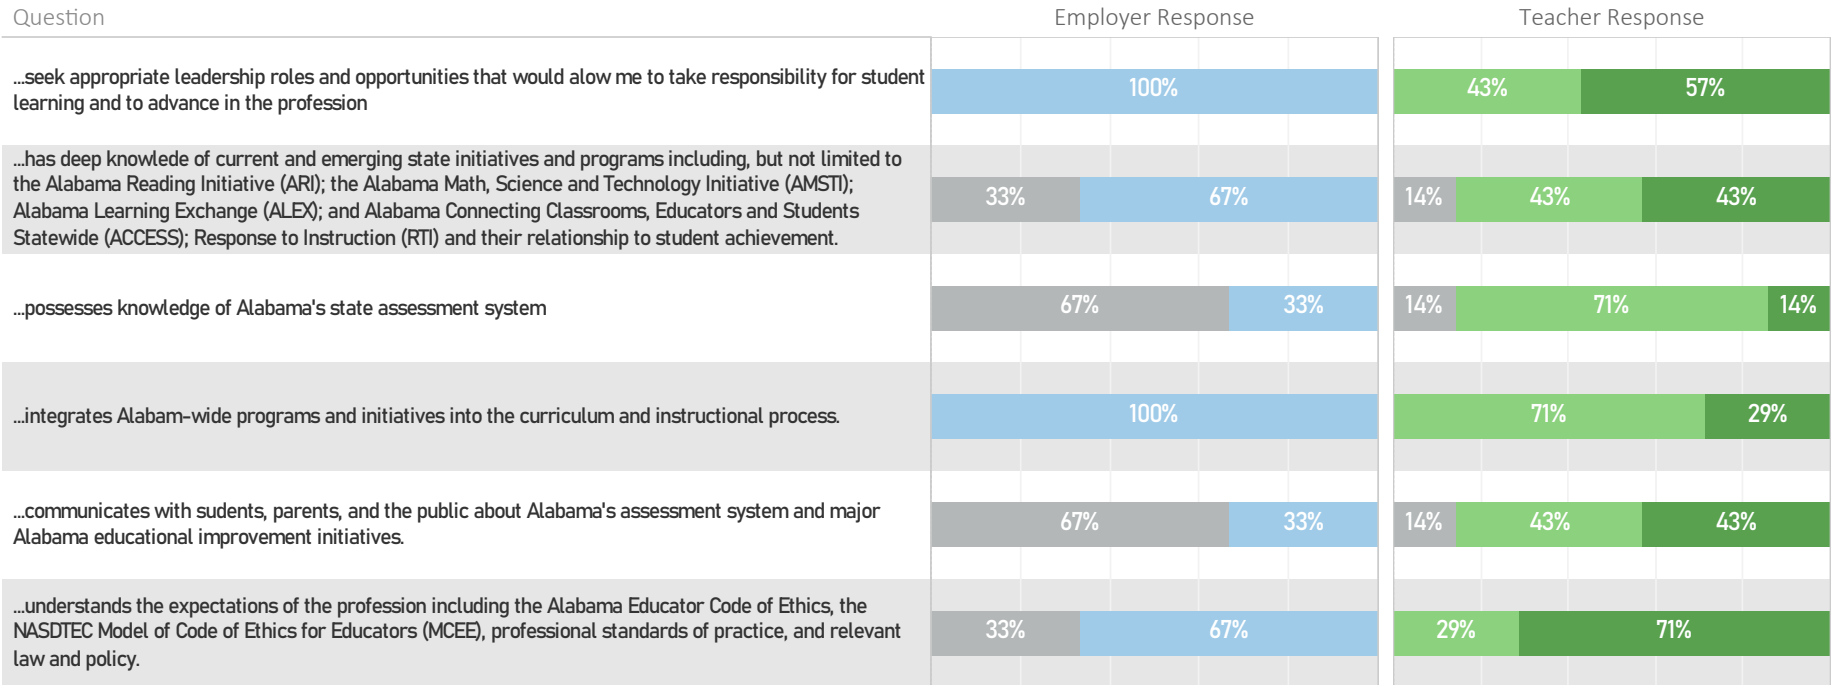 Question Employer Response Teacher Response
...seek appropriate leadership roles and opportunities that would alow me to take responsibility for student
learning and to advance in the profession
100% 43% 57%
...has deep knowlede of current and emerging state initiatives and programs including, but not limited to
the Alabama Reading Initiative (ARI); the Alabama Math, Science and Technology Initiative (AMSTI);
Alabama Learning Exchange (ALEX); and Alabama Connecting Classrooms, Educators and Students
Statewide (ACCESS); Response to Instruction (RTI) and their relationship to student achievement.
33% 67% 14% 43% 43%
...possesses knowledge of Alabama's state assessment system
67% 33% 14% 71% 14%
...integrates Alabam-wide programs and initiatives into the curriculum and instructional process.
100% 71% 29%
...communicates with sudents, parents, and the public about Alabama's assessment system and major
Alabama educational improvement initiatives.
67% 33% 14% 43% 43%
...understands the expectations of the profession including the Alabama Educator Code of Ethics, the
NASDTEC Model of Code of Ethics for Educators (MCEE), professional standards of practice, and relevant
law and policy.
33% 67% 29% 71%